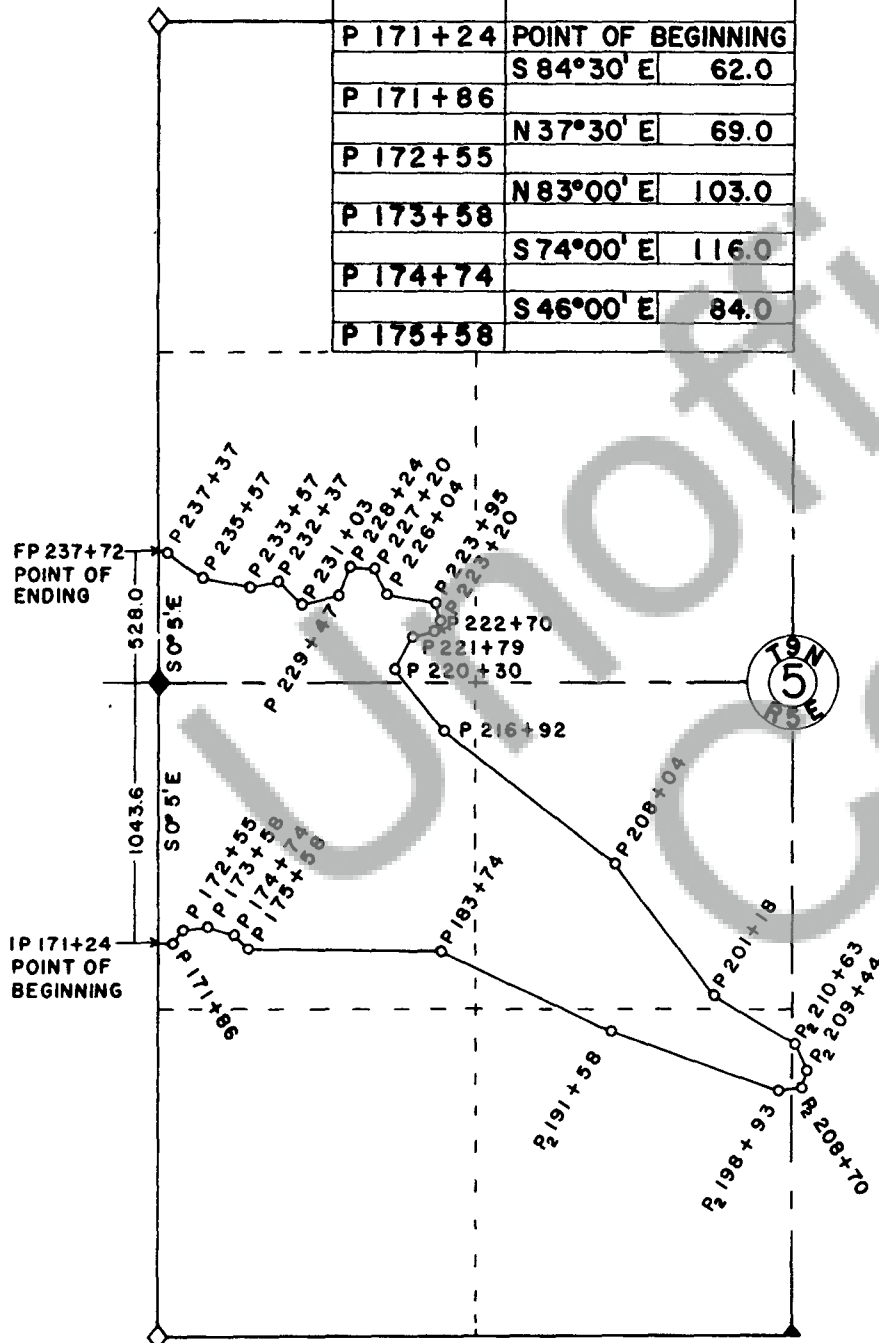 P 171+24 POINT OF BEGINNING
S 84°30' E 62.0
P 171+86
N 37°30' E 69.0
P 172+55
N 83°00' E 103.0
P 173+58
S 74°00' E 116.0
P 174+74
S 46°00' E 84.0
P 175+58
P 237+37
P 235+57
P 233+57
P 232+37
P 231+03
P 229+47
P 228+24
P 227+20
P 226+04
P 223+95
P 223+20
P 222+70
P 221+79
P 220+30
P 216+92
FP 237+72
POINT OF
ENDING
528.0
S 0° 5' E
T9N
5
R5E
1043.6
S 0° 5' E
P 208+04
P 201+18
P2 210+63
P2 209+44
P2 208+70
P2 198+93
P2 191+58
P 183+74
P 172+55
P 173+58
P 174+74
P 175+58
IP 171+24
POINT OF
BEGINNING
P 171+86
Unoffi
Co